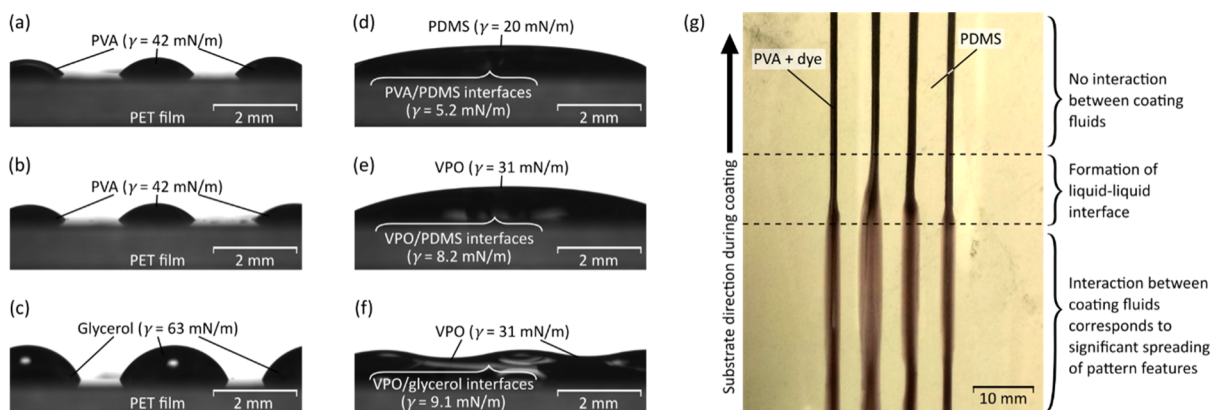 (a)
PVA (γ = 42 mN/m)
PET film
2 mm
(b)
PVA (γ = 42 mN/m)
PET film
2 mm
(c)
Glycerol (γ = 63 mN/m)
PET film
2 mm
(d)
PDMS (γ = 20 mN/m)
PVA/PDMS interfaces
(γ = 5.2 mN/m)
2 mm
(e)
VPO (γ = 31 mN/m)
VPO/PDMS interfaces
(γ = 8.2 mN/m)
2 mm
(f)
VPO (γ = 31 mN/m)
VPO/glycerol interfaces
(γ = 9.1 mN/m)
2 mm
(g)
Substrate direction during coating
PVA + dye
PDMS
10 mm
No interaction
between coating
fluids
Formation of
liquid-liquid
interface
Interaction between
coating fluids
corresponds to
significant spreading
of pattern features